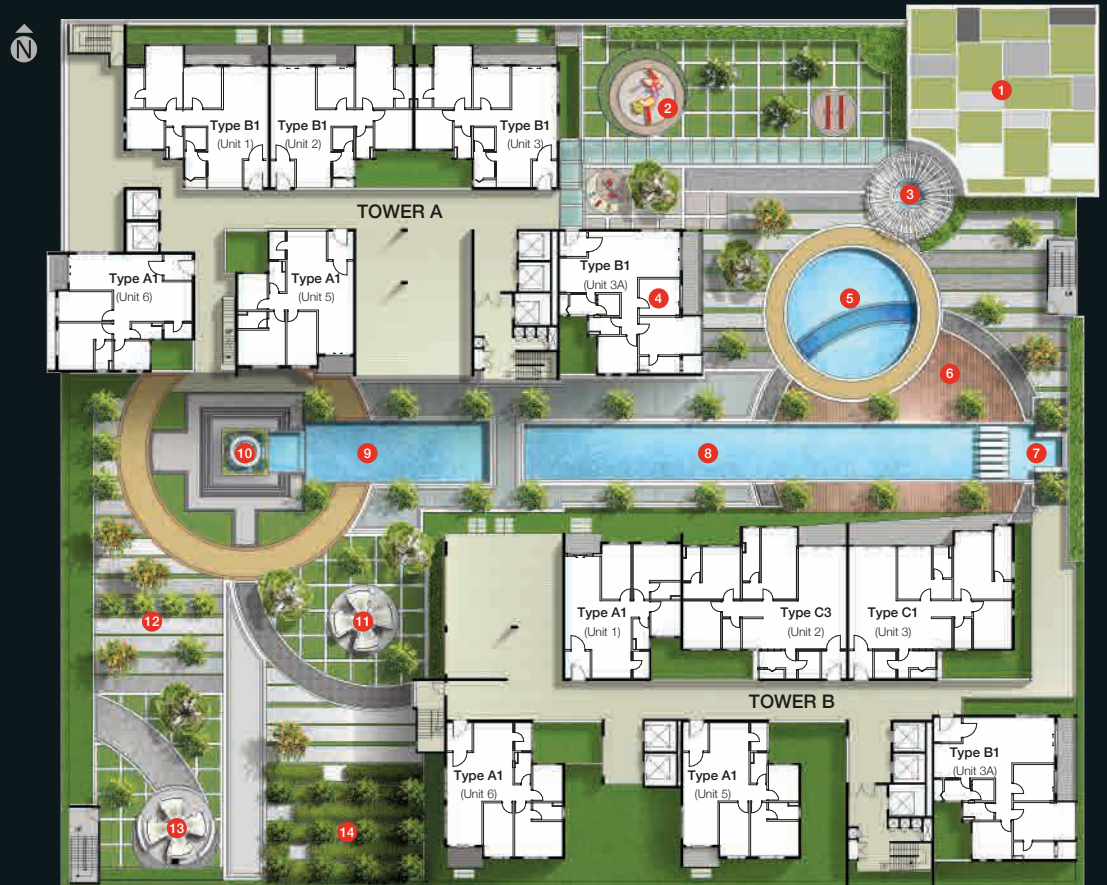 N
1
2
Type B1
(Unit 1)
Type B1
(Unit 2)
Type B1
(Unit 3)
3
TOWER A
Type A1
(Unit 6)
Type A1
(Unit 5)
Type B1
(Unit 3A)
4
5
6
10
9
8
7
Type A1
(Unit 1)
Type C3
(Unit 2)
Type C1
(Unit 3)
12
11
TOWER B
Type A1
(Unit 6)
Type A1
(Unit 5)
Type B1
(Unit 3A)
13
14